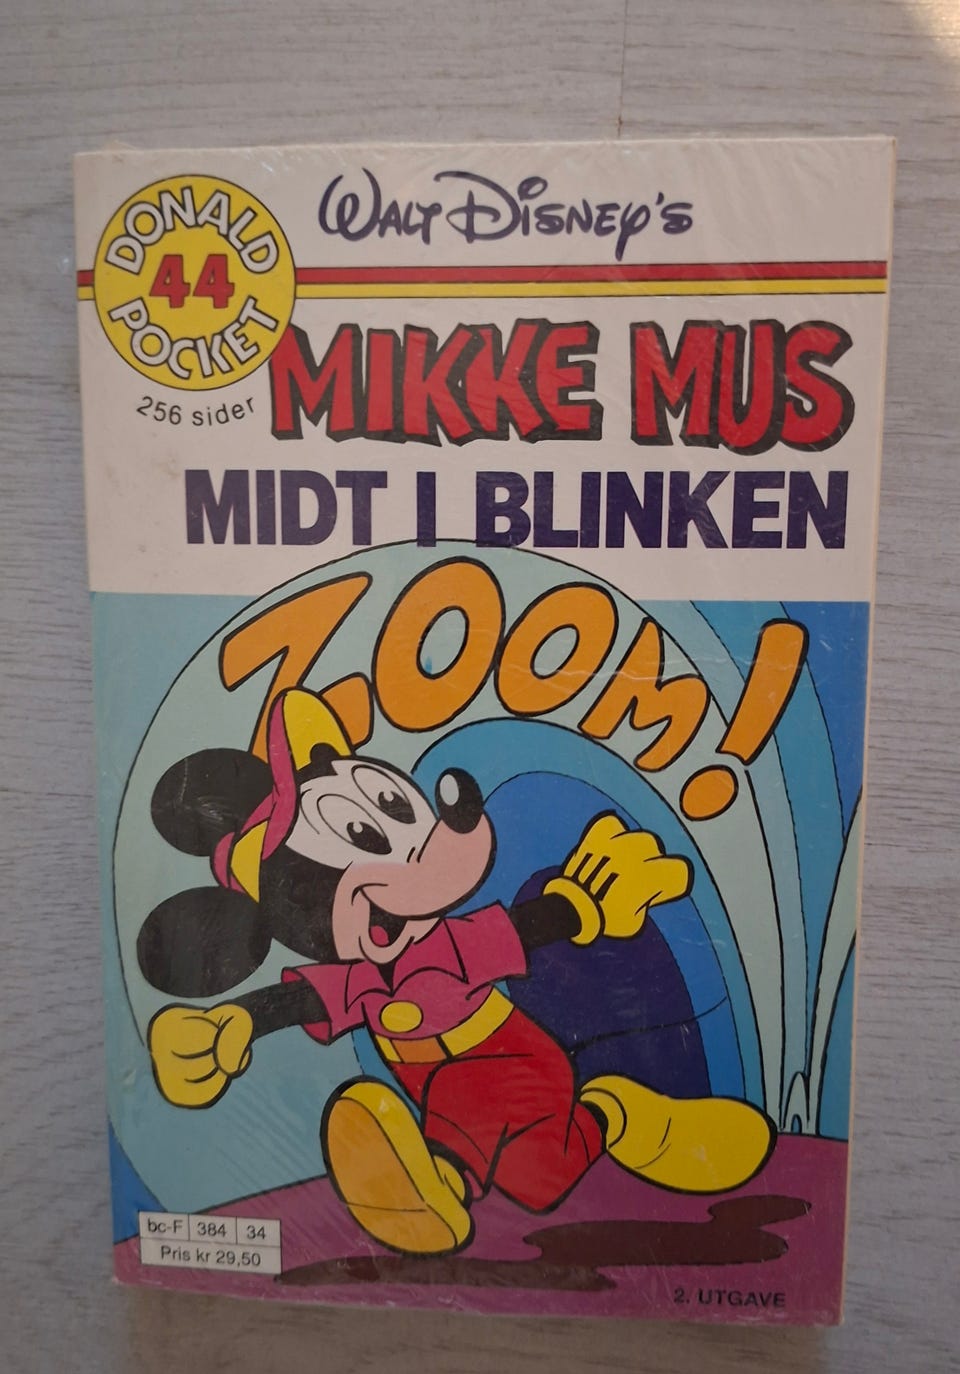 Walt Disney's
DONALD
44
POCKET
256 sider
MIKKE MUS
MIDT I BLINKEN
ZOOM!
bc-F 384 34
Pris kr 29,50
2. UTGAVE